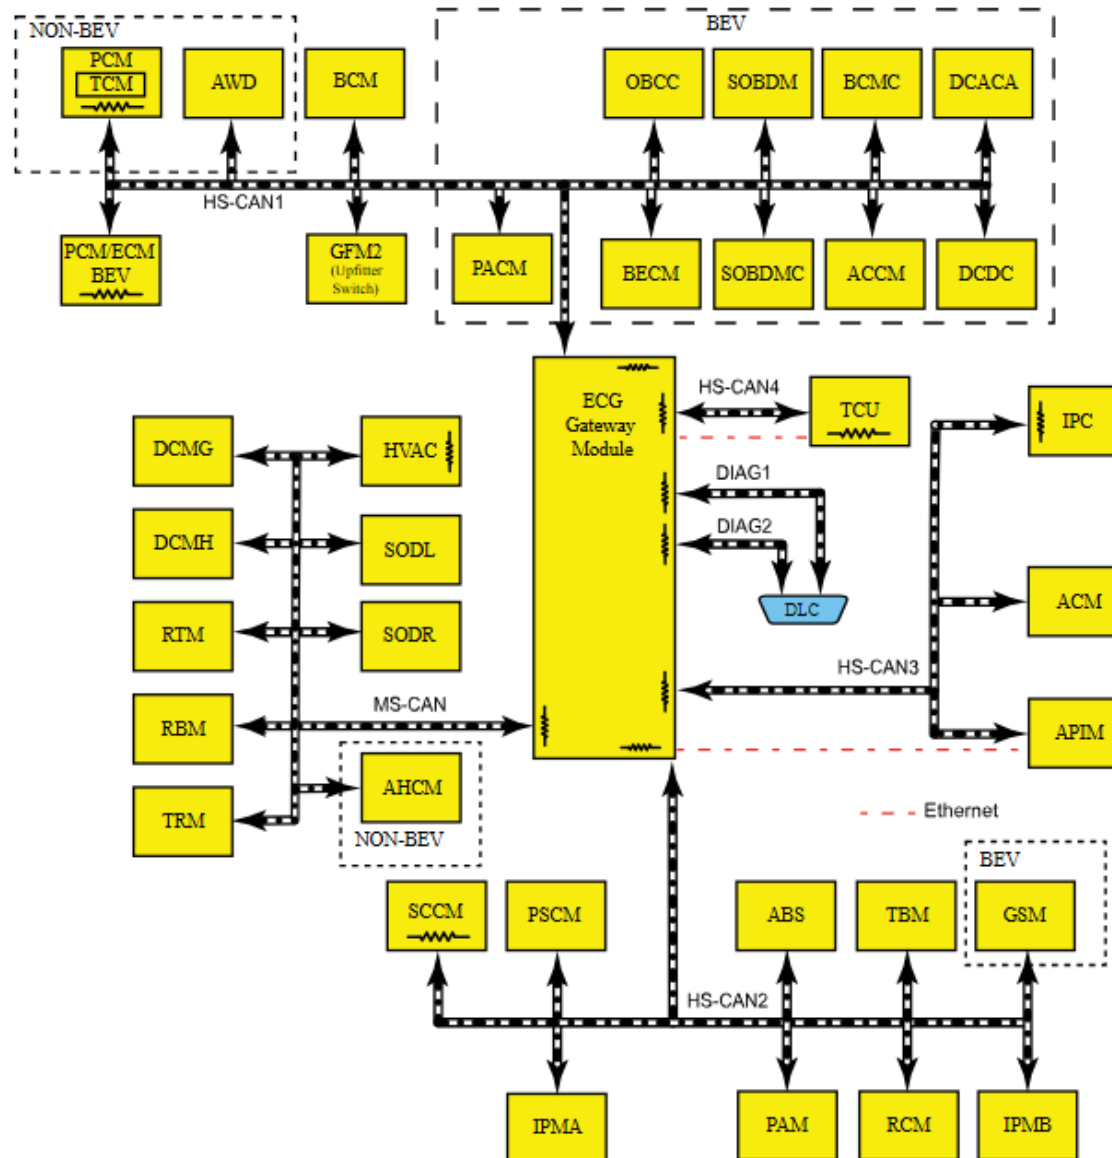 NON-BEV
BEV
PCM
TCM
AWD
BCM
OBCC
SOBDM
BCMC
DCACA
HS-CAN1
PCM/ECM
BEV
GFM2
(Upfitter
Switch)
PACM
BECM
SOBDMC
ACCM
DCDC
ECG
Gateway
Module
HS-CAN4
TCU
IPC
DCMG
HVAC
DIAG1
DIAG2
DCMH
SODL
DLC
ACM
RTM
SODR
HS-CAN3
RBM
MS-CAN
APIM
AHCM
NON-BEV
TRM
Ethernet
BEV
SCCM
PSCM
ABS
TBM
GSM
HS-CAN2
IPMA
PAM
RCM
IPMB